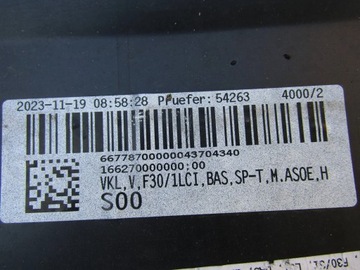 2023-11-19 08:58:28 Pruefer: 54263 4000/2
66778700000043704340
166270000000;00
VKL,V,F30/1LCI,BAS,SP-T,M.ASOE,H
S00